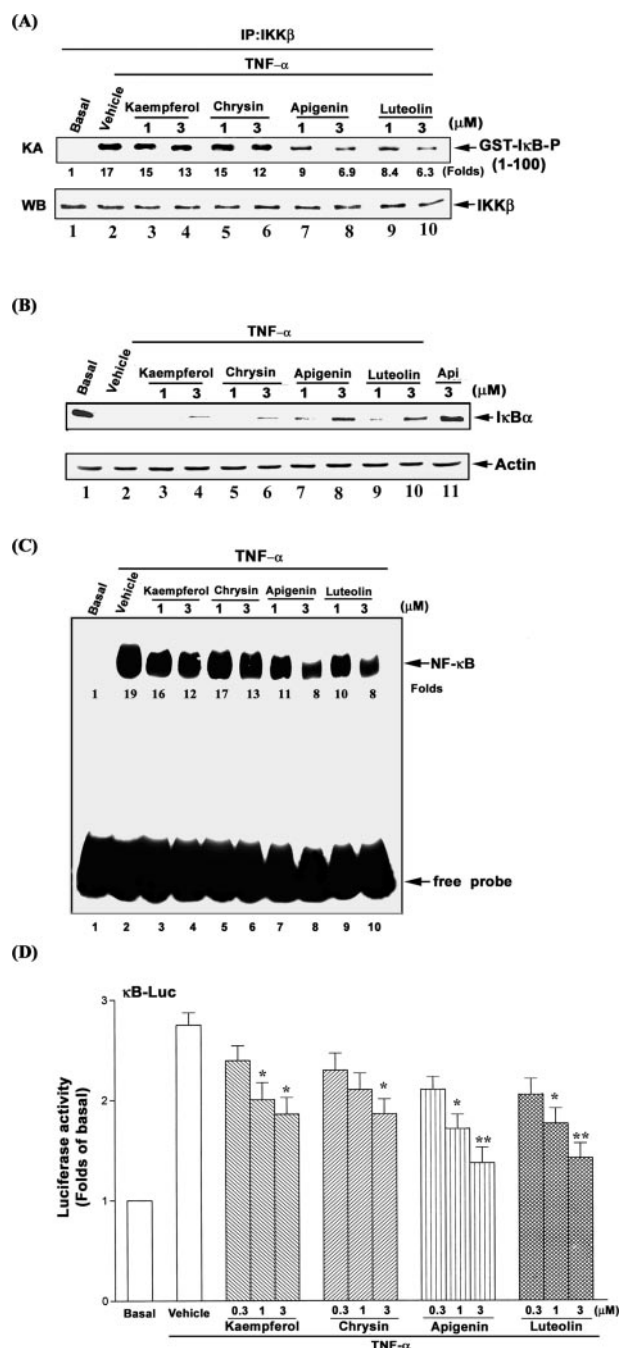 (A)
IP:IKKβ
TNF-α
Basal Vehicle Kaempferol Chrysin Apigenin Luteolin
1 3 1 3 1 3 1 3 (μM)
KA GST-IκB-P
(1-100)
1 17 15 13 15 12 9 6.9 8.4 6.3 (Folds)
WB IKKβ
1 2 3 4 5 6 7 8 9 10
(B)
TNF-α
Basal Vehicle Kaempferol Chrysin Apigenin Luteolin Api
1 3 1 3 1 3 1 3 3 (μM)
IκBα
Actin
1 2 3 4 5 6 7 8 9 10 11
(C)
TNF-α
Basal Vehicle Kaempferol Chrysin Apigenin Luteolin
1 3 1 3 1 3 1 3 (μM)
NF-κB
1 19 16 12 17 13 11 8 10 8 Folds
free probe
1 2 3 4 5 6 7 8 9 10
(D)
κB-Luc
Luciferase activity
(Folds of basal)
3
2
1
0
* * * * ** * **
Basal Vehicle 0.3 1 3 0.3 1 3 0.3 1 3 0.3 1 3 (μM)
Kaempferol Chrysin Apigenin Luteolin
TNF-α